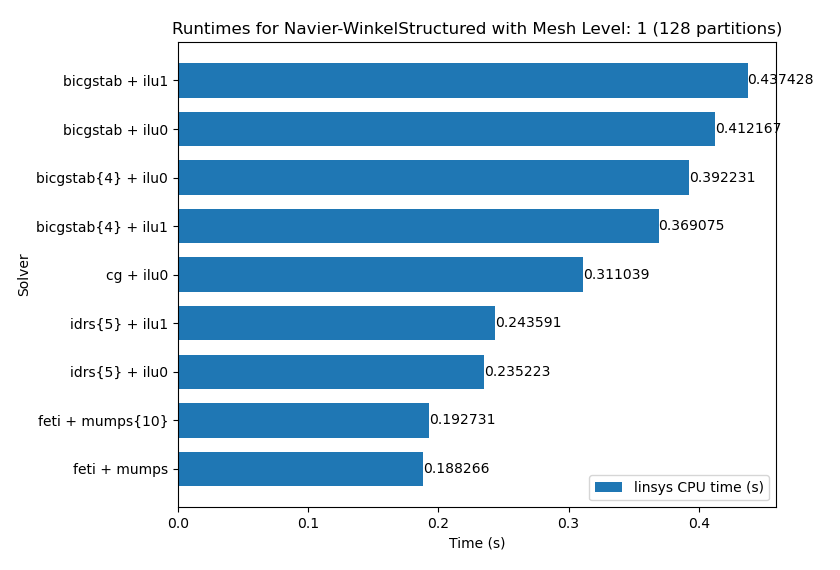 Runtimes for Navier-WinkelStructured with Mesh Level: 1 (128 partitions)
bicgstab + ilu1
0.437428
bicgstab + ilu0
0.412167
bicgstab{4} + ilu0
0.392231
bicgstab{4} + ilu1
0.369075
cg + ilu0
0.311039
idrs{5} + ilu1
0.243591
idrs{5} + ilu0
0.235223
feti + mumps{10}
0.192731
feti + mumps
0.188266
Solver
linsys CPU time (s)
0.0 0.1 0.2 0.3 0.4
Time (s)